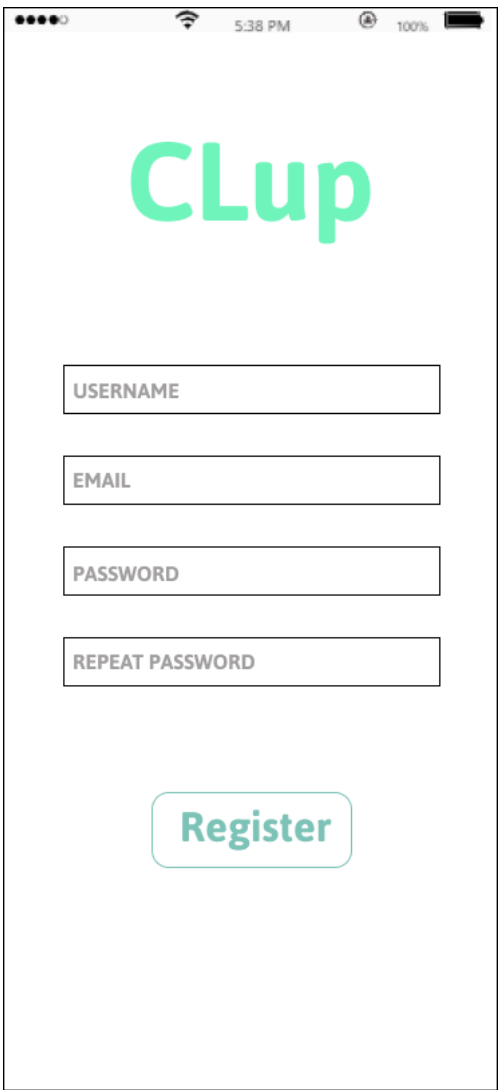 5:38 PM 100%
CLup
USERNAME
EMAIL
PASSWORD
REPEAT PASSWORD
Register